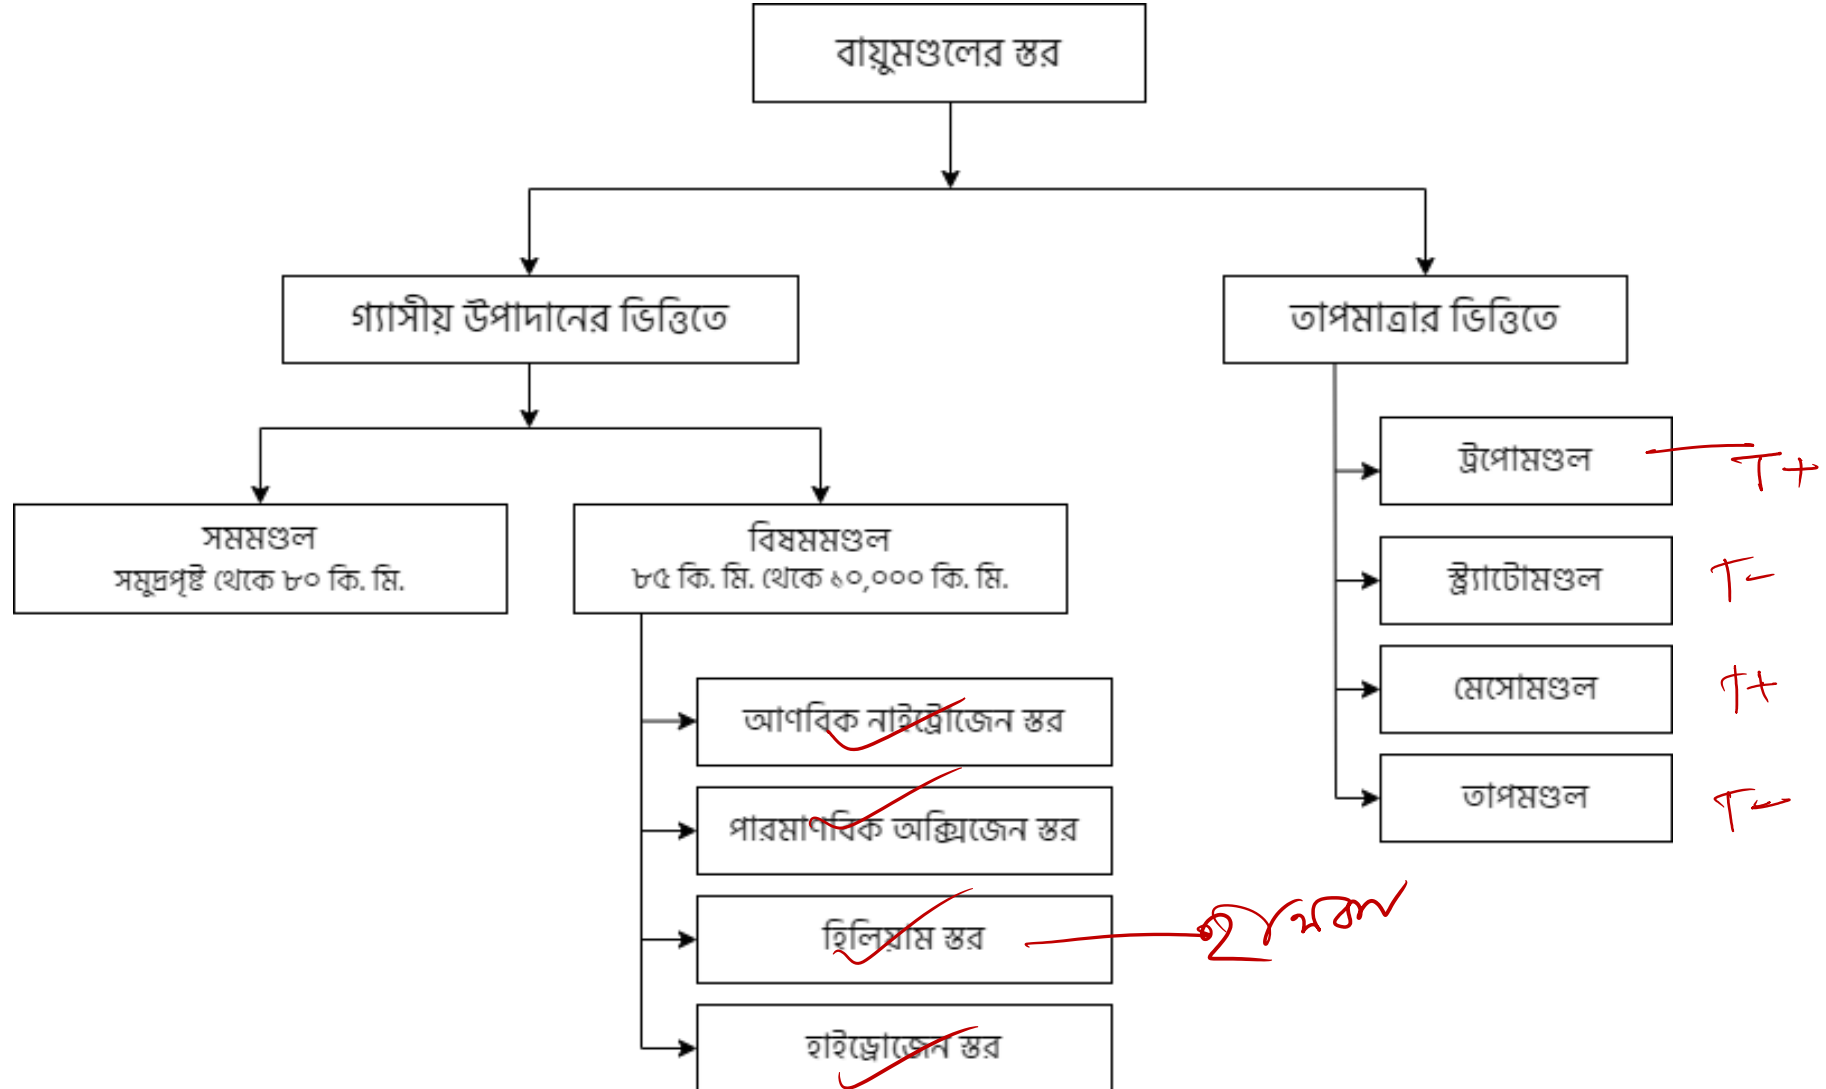 বায়ুমণ্ডলের স্তর
গ্যাসীয় উপাদানের ভিত্তিতে
তাপমাত্রার ভিত্তিতে
সমমণ্ডল
সমুদ্রপৃষ্ট থেকে ৮০ কি. মি.
বিষমমণ্ডল
৮৫ কি. মি. থেকে ১০,০০০ কি. মি.
আণবিক নাইট্রোজেন স্তর
পারমাণবিক অক্সিজেন স্তর
হিলিয়াম স্তর
হাইড্রোজেন স্তর
ট্রপোমণ্ডল
T+
স্ট্র্যাটোমণ্ডল
T-
মেসোমণ্ডল
T+
তাপমণ্ডল
T-